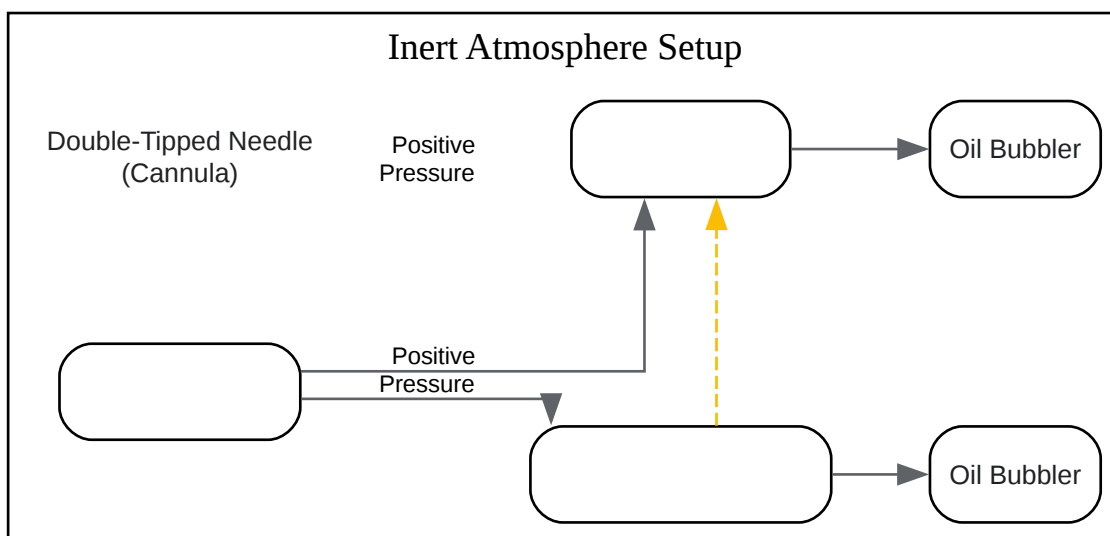 Inert Atmosphere Setup
Double-Tipped Needle
(Cannula)
Positive
Pressure
Oil Bubbler
Positive
Pressure
Oil Bubbler